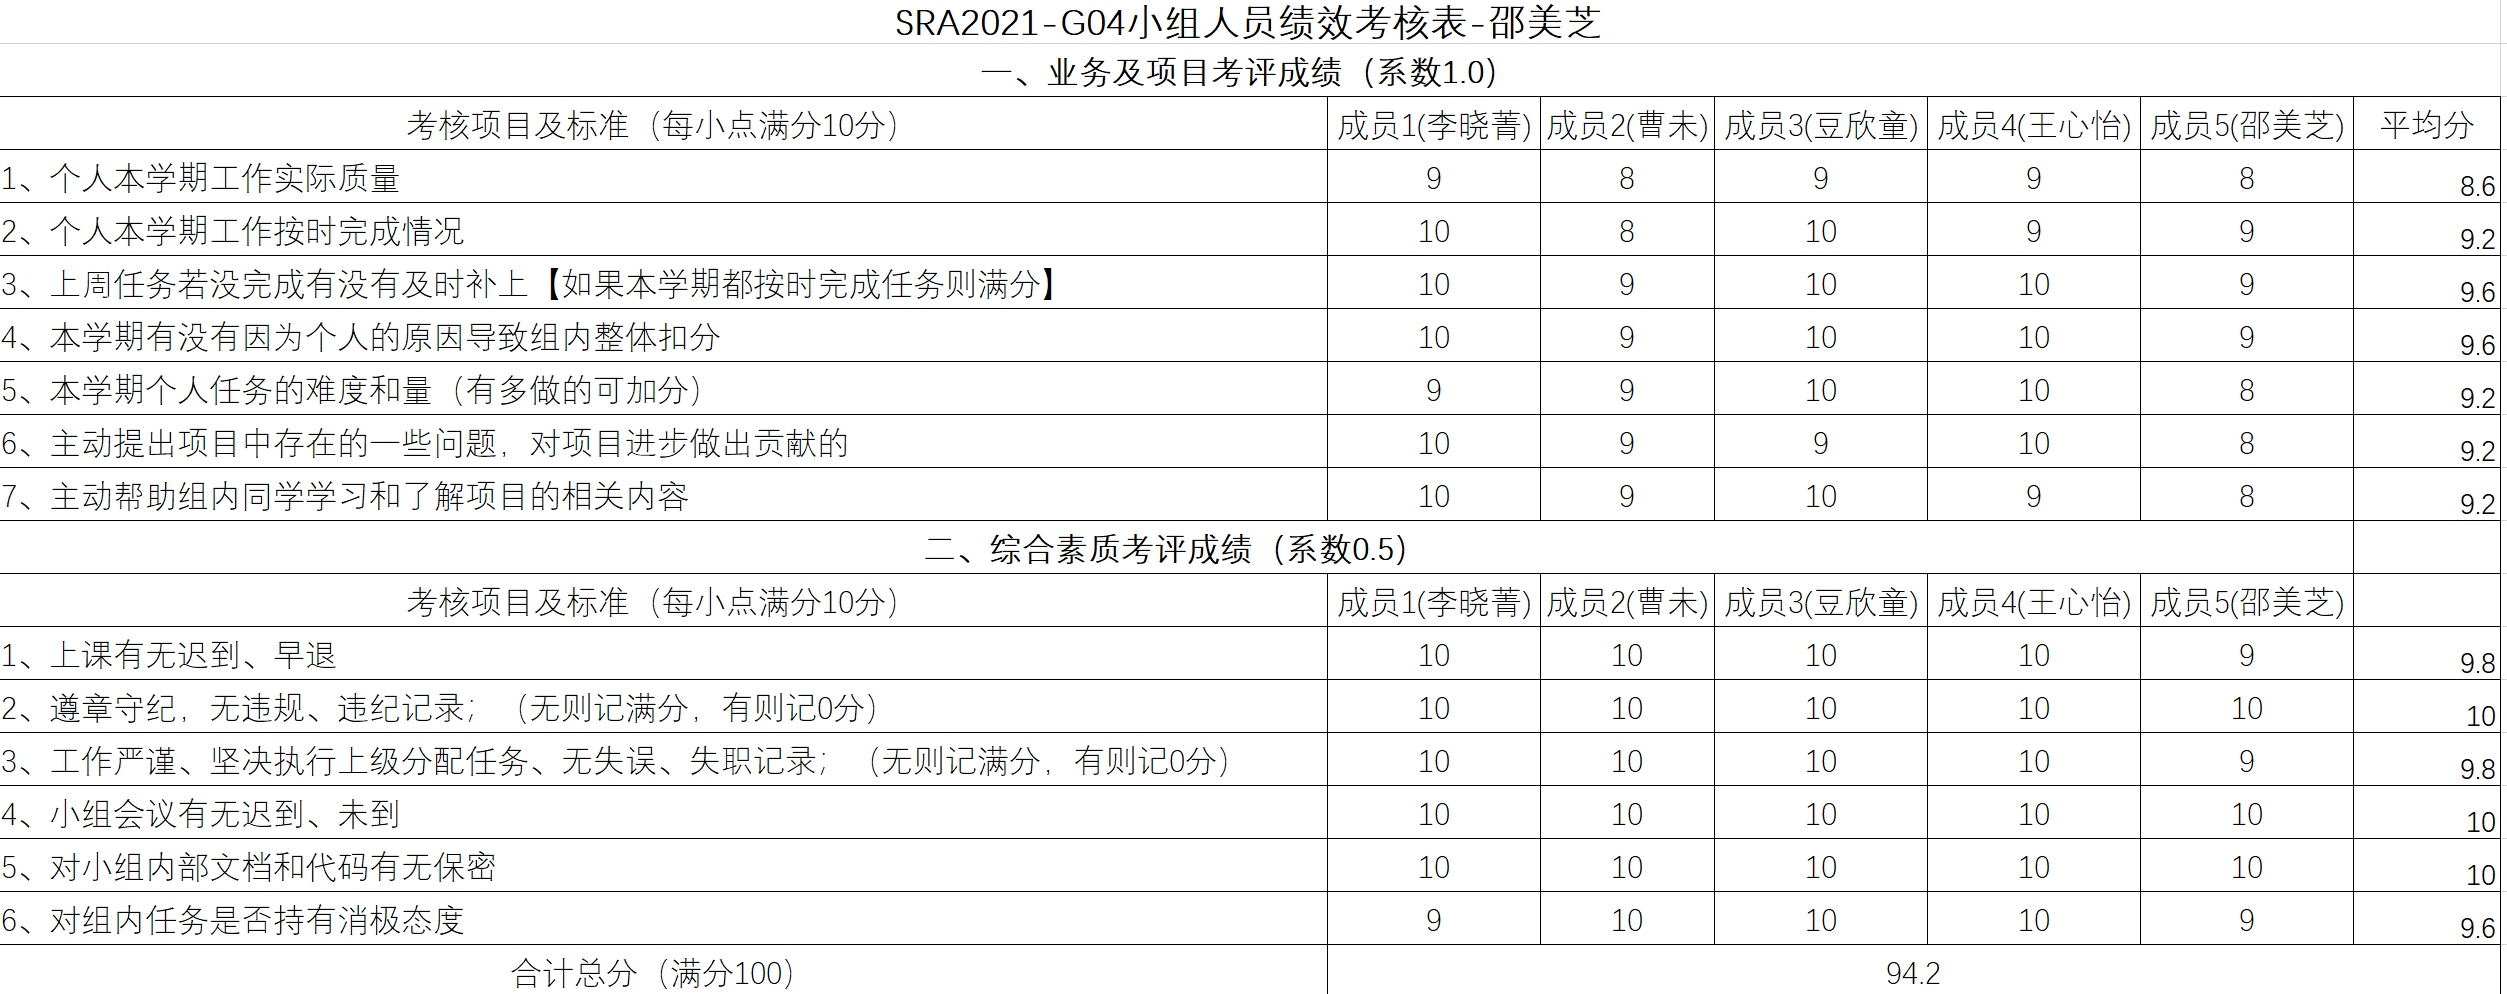 SRA2021-G04小组人员绩效考核表-邵美芝
一、业务及项目考评成绩（系数1.0）
考核项目及标准（每小点满分10分） 成员1(李晓菁) 成员2(曹未) 成员3(豆欣童) 成员4(王心怡) 成员5(邵美芝) 平均分
1、个人本学期工作实际质量 9 8 9 9 8 8.6
2、个人本学期工作按时完成情况 10 8 10 9 9 9.2
3、上周任务若没完成有没有及时补上【如果本学期都按时完成任务则满分】 10 9 10 10 9 9.6
4、本学期有没有因为个人的原因导致组内整体扣分 10 9 10 10 9 9.6
5、本学期个人任务的难度和量（有多做的可加分） 9 9 10 10 8 9.2
6、主动提出项目中存在的一些问题，对项目进步做出贡献的 10 9 9 10 8 9.2
7、主动帮助组内同学学习和了解项目的相关内容 10 9 10 9 8 9.2
二、综合素质考评成绩（系数0.5）
考核项目及标准（每小点满分10分） 成员1(李晓菁) 成员2(曹未) 成员3(豆欣童) 成员4(王心怡) 成员5(邵美芝)
1、上课有无迟到、早退 10 10 10 10 9 9.8
2、遵章守纪，无违规、违纪记录；（无则记满分，有则记0分） 10 10 10 10 10 10
3、工作严谨、坚决执行上级分配任务、无失误、失职记录；（无则记满分，有则记0分） 10 10 10 10 9 9.8
4、小组会议有无迟到、未到 10 10 10 10 10 10
5、对小组内部文档和代码有无保密 10 10 10 10 10 10
6、对组内任务是否持有消极态度 9 10 10 10 9 9.6
合计总分（满分100） 94.2